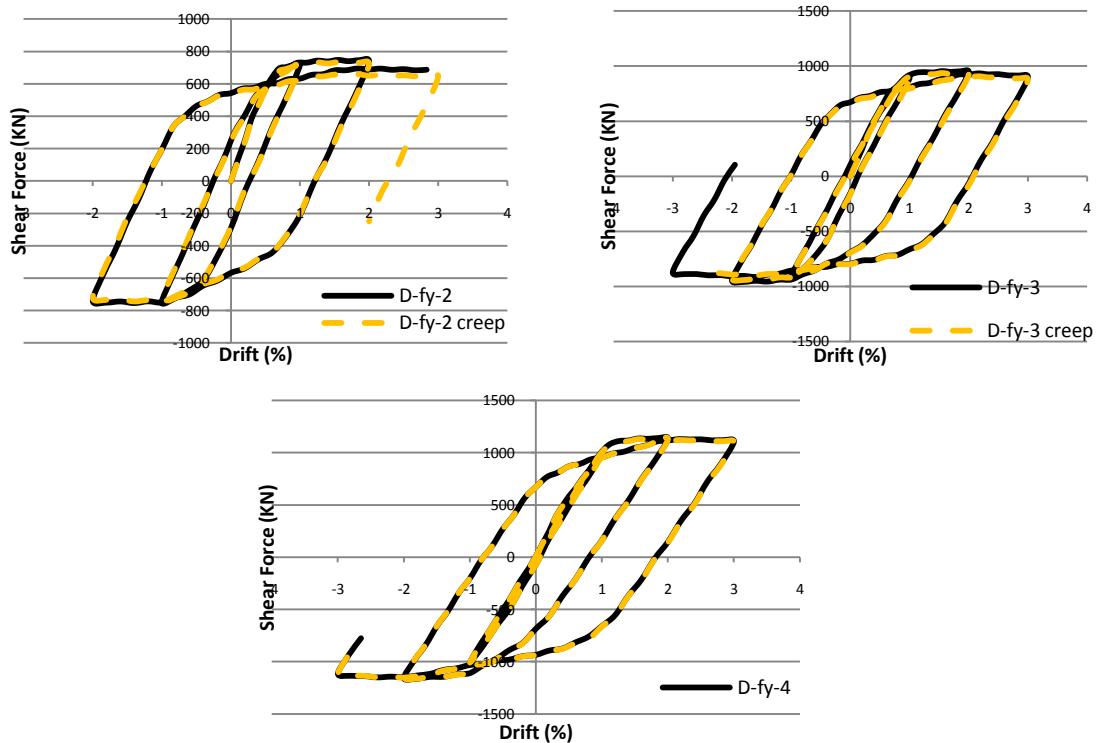 1000
800
600
400
200
0
-200
-400
-600
-800
-1000
-3 -2 -1 0 1 2 3 4
Shear Force (KN)
Drift (%)
D-fy-2
D-fy-2 creep
1500
1000
500
0
-500
-1000
-1500
-3 -2 -1 0 1 2 3 4
Shear Force (KN)
Drift (%)
D-fy-3
D-fy-3 creep
1500
1000
500
0
-500
-1000
-1500
4 -3 -2 -1 0 1 2 3 4
Shear Force (KN)
Drift (%)
D-fy-4